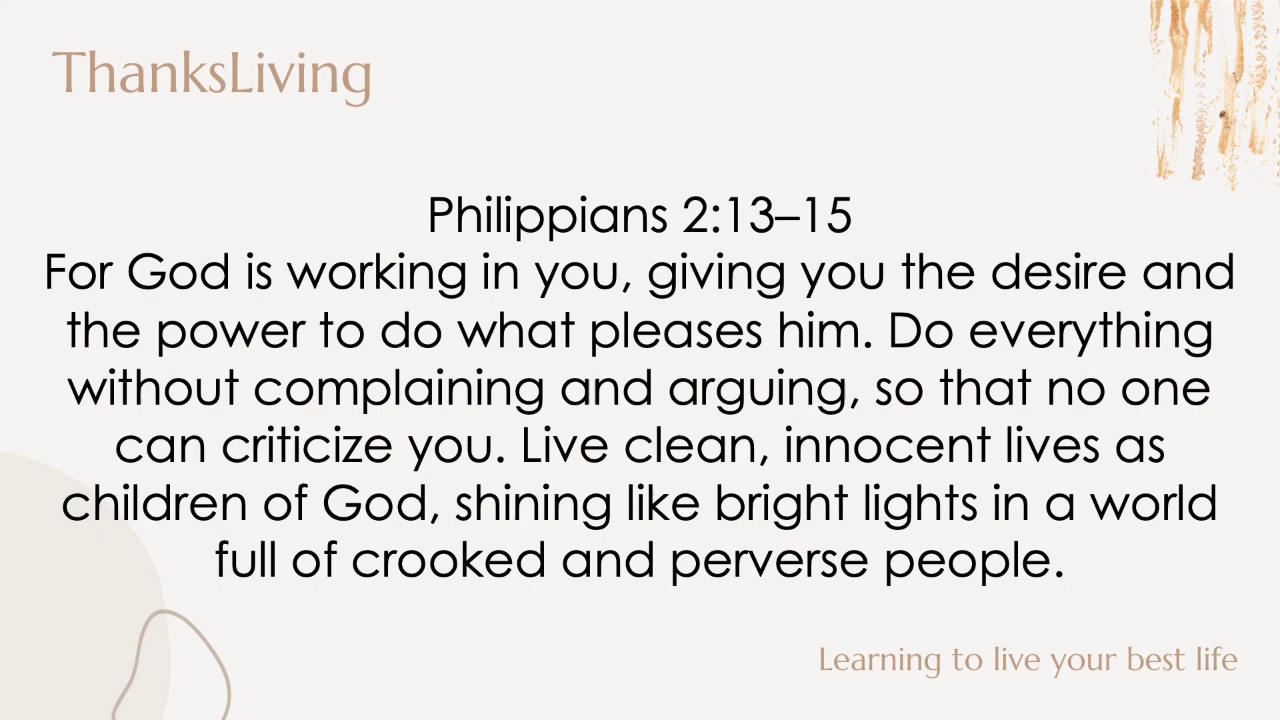 ThanksLiving
Philippians 2:13–15
For God is working in you, giving you the desire and
the power to do what pleases him. Do everything
without complaining and arguing, so that no one
can criticize you. Live clean, innocent lives as
children of God, shining like bright lights in a world
full of crooked and perverse people.
Learning to live your best life